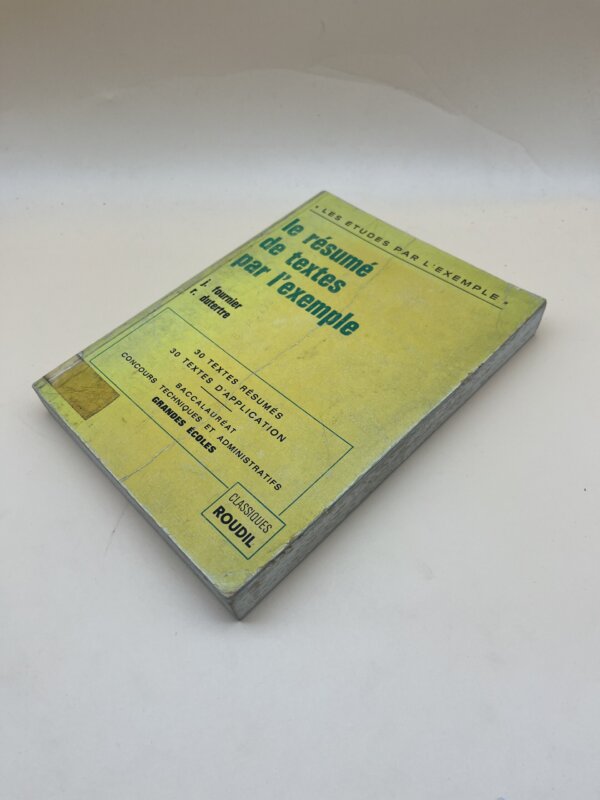 « LES ETUDES PAR L'EXEMPLE »
le résumé
de textes
par l'exemple
j. fournier
r. dutertre
30 TEXTES RÉSUMÉS
30 TEXTES D'APPLICATION
BACCALAURÉAT
CONCOURS TECHNIQUES ET ADMINISTRATIFS
GRANDES ÉCOLES
CLASSIQUES
ROUDIL